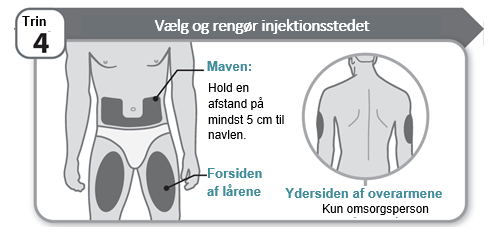 Trin
4
Vælg og rengør injektionsstedet
Maven:
Hold en
afstand på
mindst 5 cm til
navlen.
Forsiden
af lårene
Ydersiden af overarmene
Kun omsorgsperson